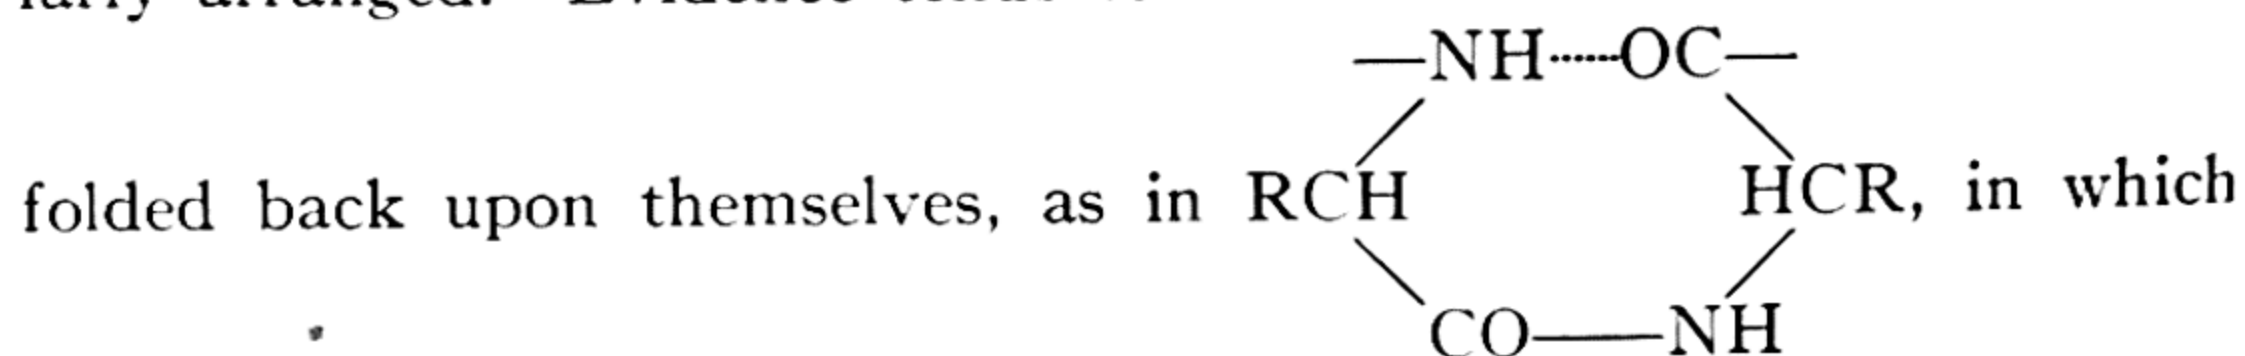 —NH······OC—
folded back upon themselves, as in RCH HCR, in which
CO——NH